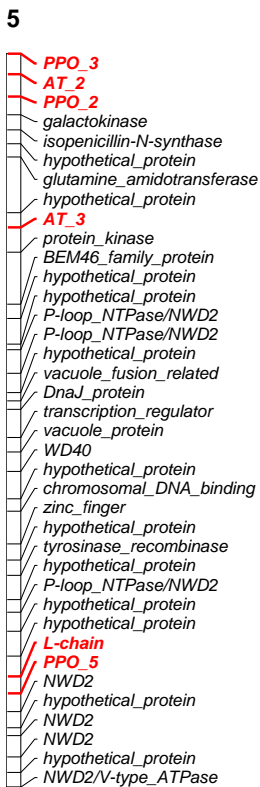 5
PPO_3
AT_2
PPO_2
galactokinase
isopenicillin-N-synthase
hypothetical_protein
glutamine_amidotransferase
hypothetical_protein
AT_3
protein_kinase
BEM46_family_protein
hypothetical_protein
hypothetical_protein
P-loop_NTPase/NWD2
P-loop_NTPase/NWD2
hypothetical_protein
vacuole_fusion_related
DnaJ_protein
transcription_regulator
vacuole_protein
WD40
hypothetical_protein
chromosomal_DNA_binding
zinc_finger
hypothetical_protein
tyrosinase_recombinase
hypothetical_protein
P-loop_NTPase/NWD2
hypothetical_protein
hypothetical_protein
L-chain
PPO_5
NWD2
hypothetical_protein
NWD2
NWD2
hypothetical_protein
NWD2/V-type_ATPase